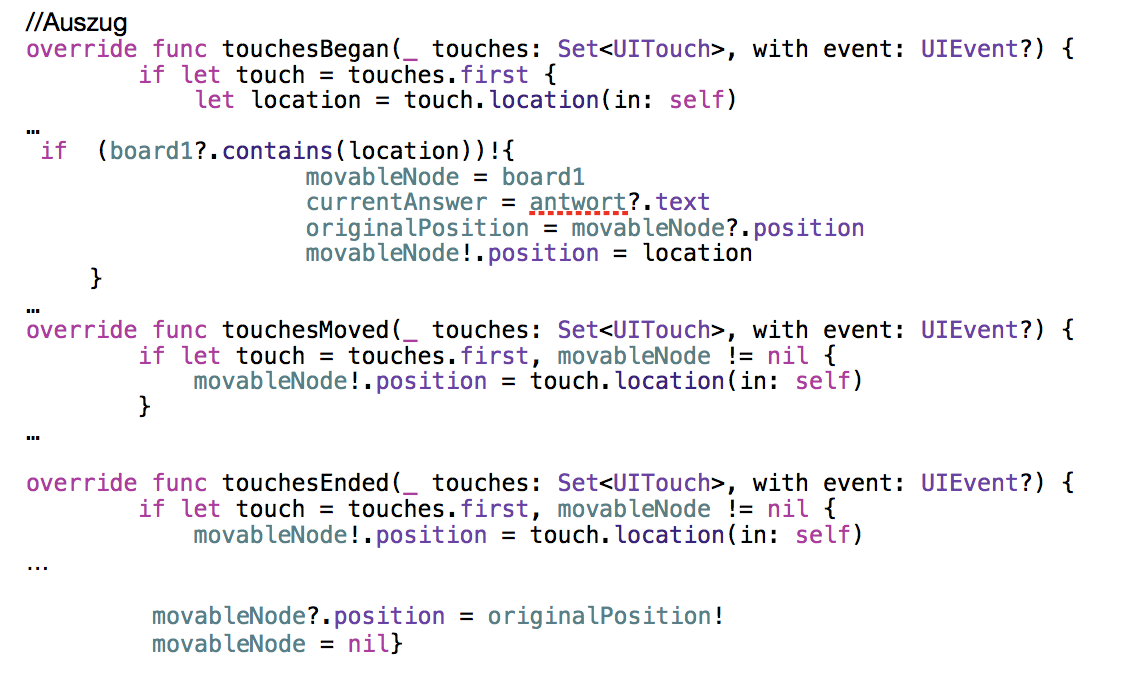 //Auszug
override func touchesBegan(_ touches: Set<UITouch>, with event: UIEvent?) {
if let touch = touches.first {
let location = touch.location(in: self)
…
if  (board1?.contains(location))!{
movableNode = board1
currentAnswer = antwort?.text
originalPosition = movableNode?.position
movableNode!.position = location
}
…
override func touchesMoved(_ touches: Set<UITouch>, with event: UIEvent?) {
if let touch = touches.first, movableNode != nil {
movableNode!.position = touch.location(in: self)
}
…
override func touchesEnded(_ touches: Set<UITouch>, with event: UIEvent?) {
if let touch = touches.first, movableNode != nil {
movableNode!.position = touch.location(in: self)
…
movableNode?.position = originalPosition!
movableNode = nil}